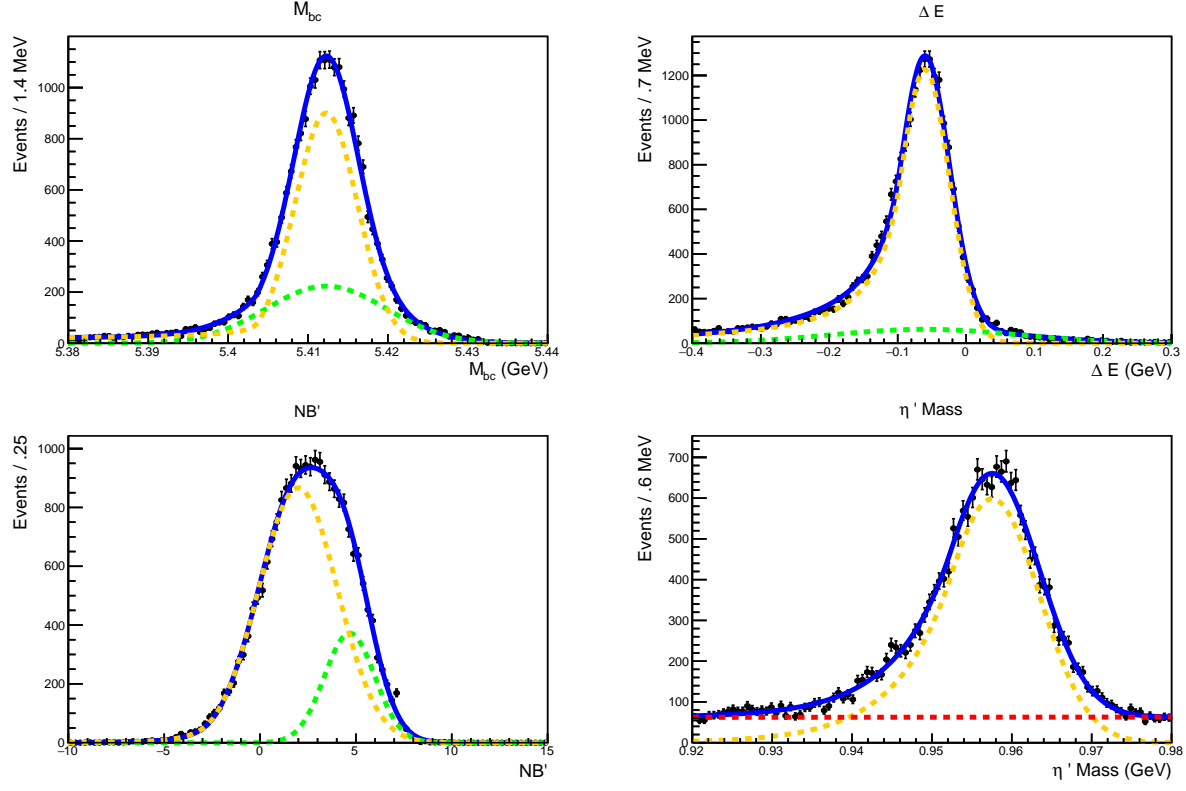 M_bc
Events / 1.4 MeV
1000
800
600
400
200
0
5.38 5.39 5.4 5.41 5.42 5.43 5.44
M_bc (GeV)
Δ E
Events / .7 MeV
1200
1000
800
600
400
200
0
−0.4 −0.3 −0.2 −0.1 0 0.1 0.2 0.3
Δ E (GeV)
NB'
Events / .25
1000
800
600
400
200
0
−10 −5 0 5 10 15
NB'
η ' Mass
Events / .6 MeV
700
600
500
400
300
200
100
0
0.92 0.93 0.94 0.95 0.96 0.97 0.98
η ' Mass (GeV)